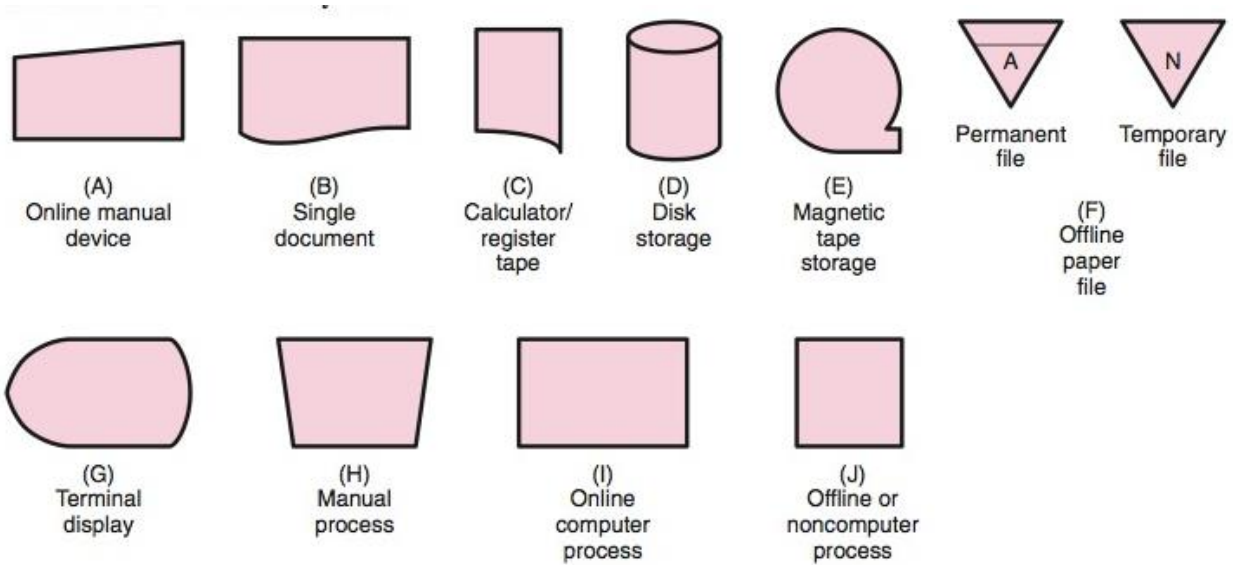 A
N
Permanent
file
Temporary
file
(A)
Online manual
device
(B)
Single
document
(C)
Calculator/
register
tape
(D)
Disk
storage
(E)
Magnetic
tape
storage
(F)
Offline
paper
file
(G)
Terminal
display
(H)
Manual
process
(I)
Online
computer
process
(J)
Offline or
noncomputer
process